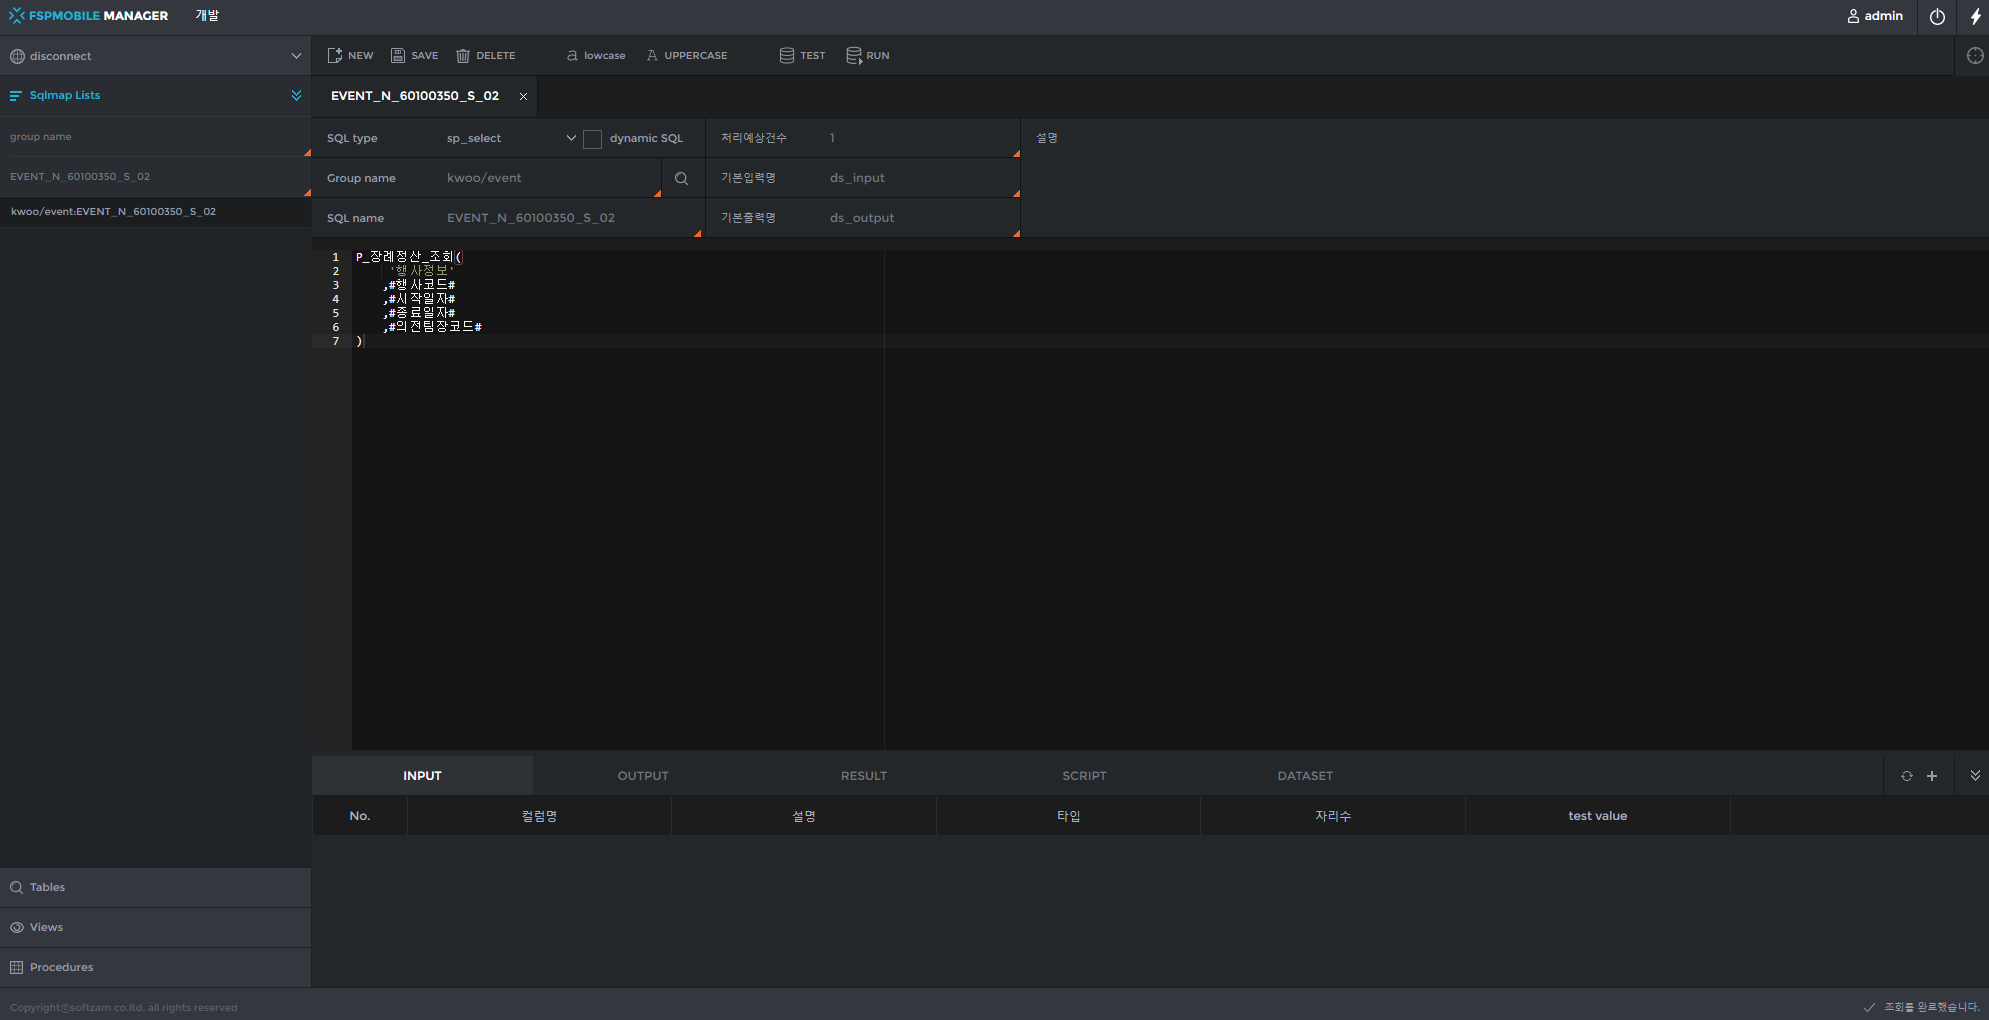 FSPMOBILE MANAGER 개발 admin
disconnect
NEW SAVE DELETE a lowcase A UPPERCASE TEST RUN
Sqlmap Lists
EVENT_N_60100350_S_02 ×
group name
EVENT_N_60100350_S_02
kwoo/event:EVENT_N_60100350_S_02
SQL type sp_select dynamic SQL 처리예상건수 1 설명
Group name kwoo/event 기본입력명 ds_input
SQL name EVENT_N_60100350_S_02 기본출력명 ds_output
1 P_장례정산_조회(
2 '행사정보'
3 ,#행사코드#
4 ,#시작일자#
5 ,#종료일자#
6 ,#의전팀장코드#
7 )
INPUT OUTPUT RESULT SCRIPT DATASET
No. 컬럼명 설명 타입 자리수 test value
Tables
Views
Procedures
Copyrightⓒsoftzam co.ltd. all rights reserved
조회를 완료했습니다.